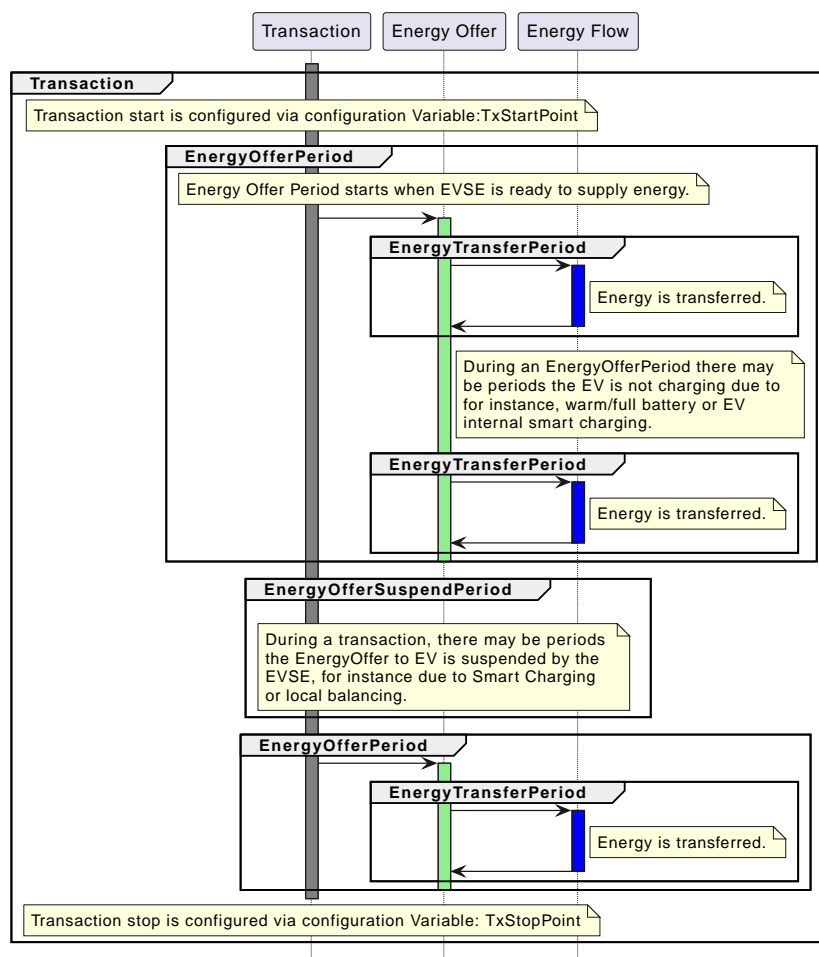 Transaction
Energy Offer
Energy Flow
Transaction
Transaction start is configured via configuration Variable:TxStartPoint
EnergyOfferPeriod
Energy Offer Period starts when EVSE is ready to supply energy.
EnergyTransferPeriod
Energy is transferred.
During an EnergyOfferPeriod there may
be periods the EV is not charging due to
for instance, warm/full battery or EV
internal smart charging.
EnergyTransferPeriod
Energy is transferred.
EnergyOfferSuspendPeriod
During a transaction, there may be periods
the EnergyOffer to EV is suspended by the
EVSE, for instance due to Smart Charging
or local balancing.
EnergyOfferPeriod
EnergyTransferPeriod
Energy is transferred.
Transaction stop is configured via configuration Variable: TxStopPoint